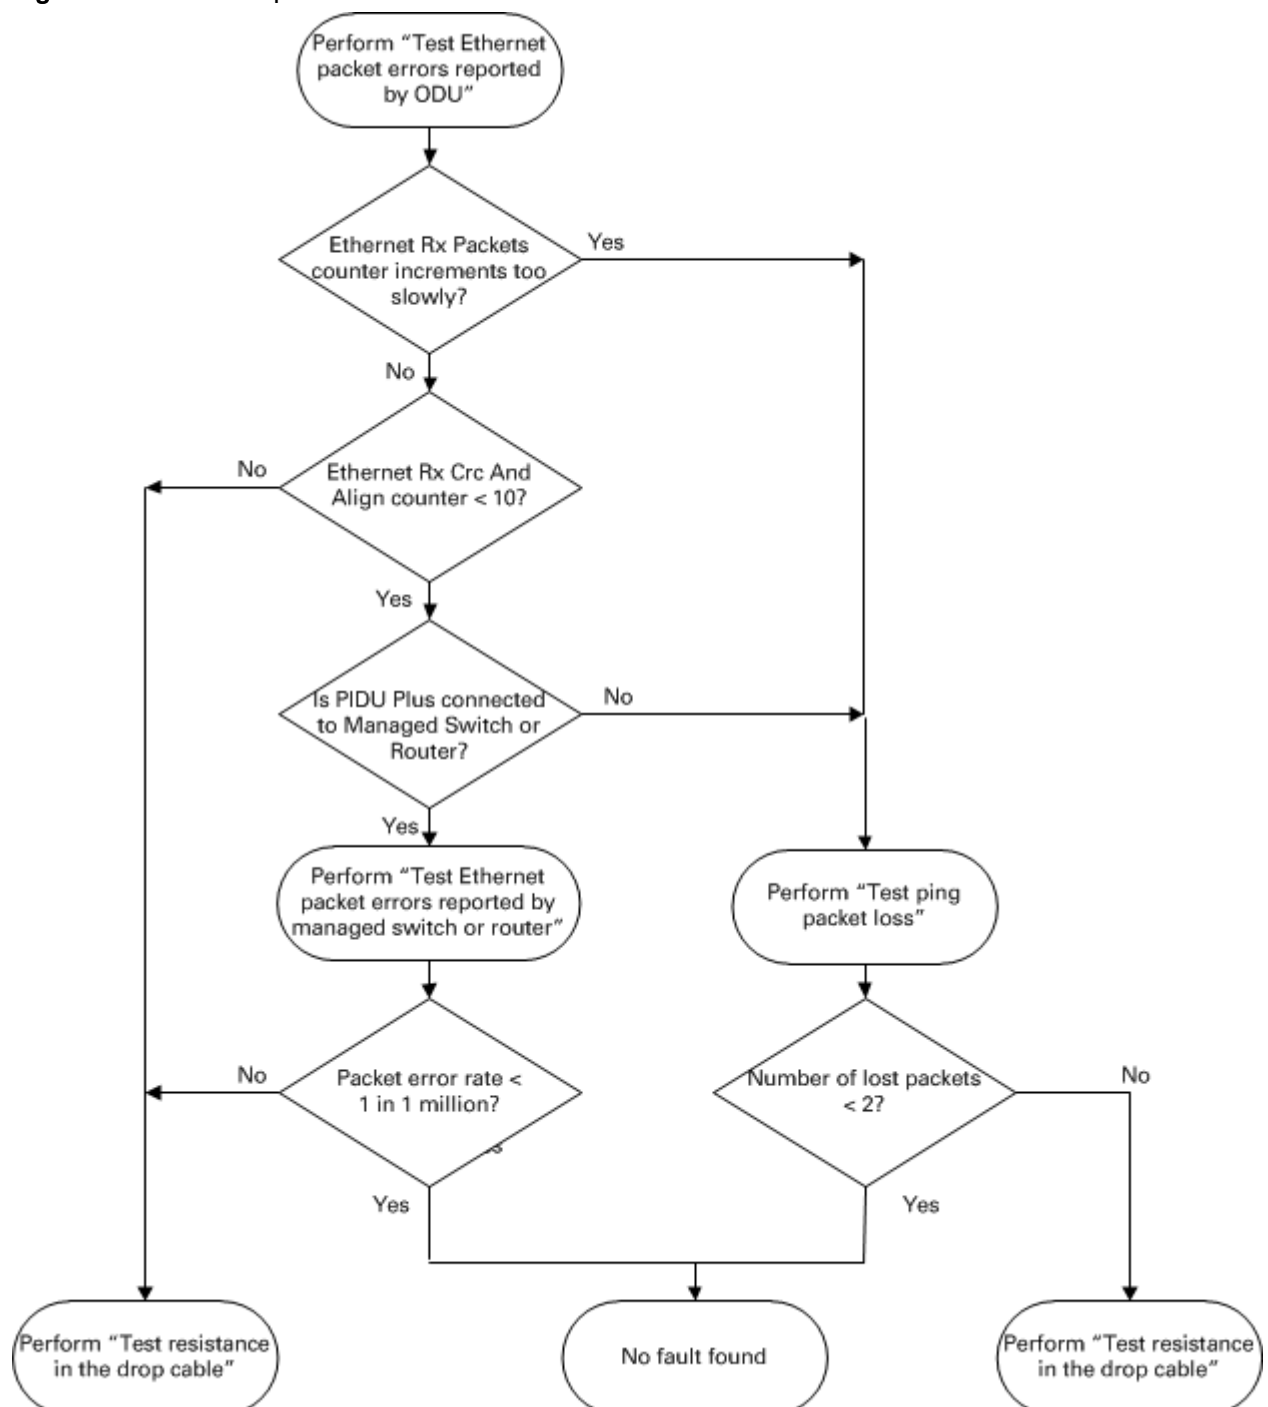 Perform “Test Ethernet
packet errors reported
by ODU”
Ethernet Rx Packets
counter increments too
slowly?
Yes
No
Ethernet Rx Crc And
Align counter < 10?
No
Yes
Is PIDU Plus connected
to Managed Switch or
Router?
No
Yes
Perform “Test Ethernet
packet errors reported by
managed switch or router”
Perform “Test ping
packet loss”
Packet error rate <
1 in 1 million?
No
Yes
Number of lost packets
< 2?
No
Yes
Perform “Test resistance
in the drop cable”
No fault found
Perform “Test resistance
in the drop cable”